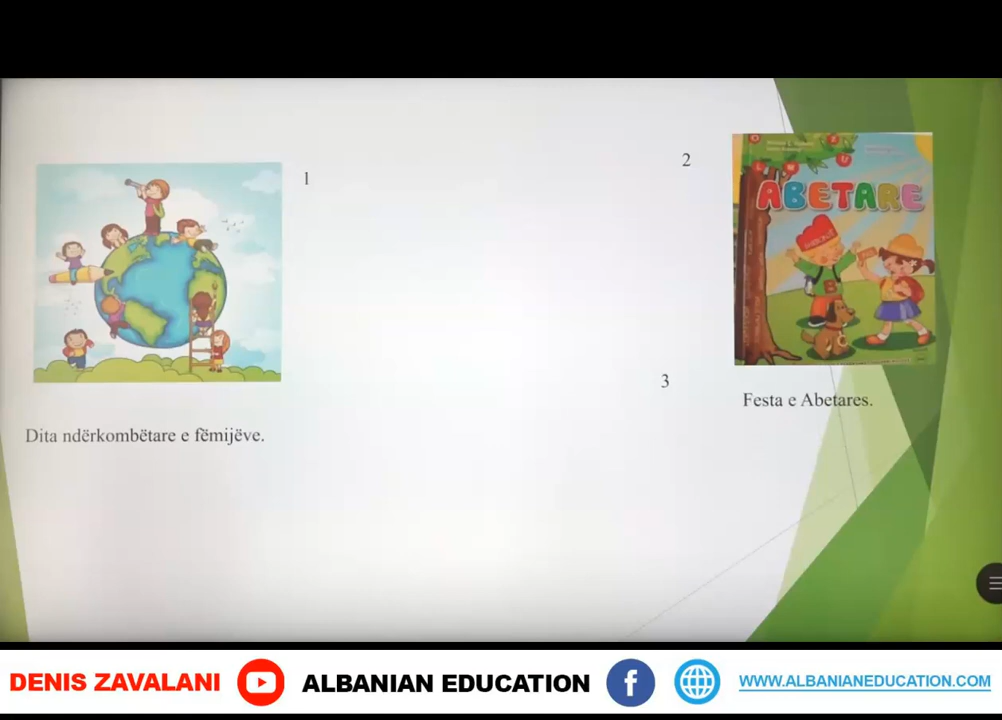 1
Dita ndërkombëtare e fëmijëve.
2
ABETARE
B
Festa e Abetares.
3
DENIS ZAVALANI
ALBANIAN EDUCATION
f
WWW.ALBANIANEDUCATION.COM